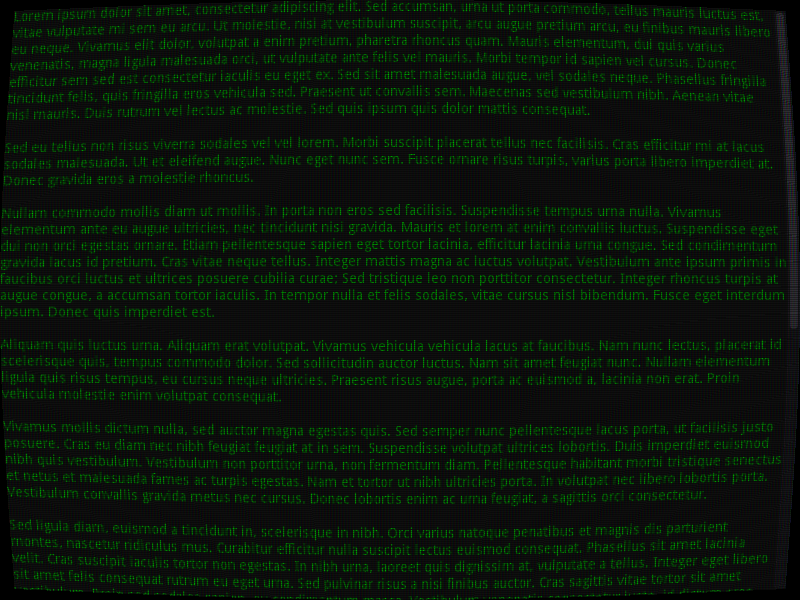 Lorem ipsum dolor sit amet, consectetur adipiscing elit. Sed accumsan, urna ut porta commodo, tellus mauris luctus est,
vitae vulputate mi sem eu arcu. Ut molestie, nisi at vestibulum suscipit, arcu augue pretium arcu, eu finibus mauris libero
eu neque. Vivamus elit dolor, volutpat a enim pretium, pharetra rhoncus quam. Mauris elementum, dui quis varius
venenatis, magna ligula malesuada orci, ut vulputate ante felis vel mauris. Morbi tempor id sapien vel cursus. Donec
efficitur sem sed est consectetur iaculis eu eget ex. Sed sit amet malesuada augue, vel sodales neque. Phasellus fringilla
tincidunt felis, quis fringilla eros vehicula sed. Praesent ut convallis sem. Maecenas sed vestibulum nibh. Aenean vitae
nisl mauris. Duis rutrum vel lectus ac molestie. Sed quis ipsum quis dolor mattis consequat.
Sed eu tellus non risus viverra sodales vel vel lorem. Morbi suscipit placerat tellus nec facilisis. Cras efficitur mi at lacus
sodales malesuada. Ut et eleifend augue. Nunc eget nunc sem. Fusce ornare risus turpis, varius porta libero imperdiet at.
Donec gravida eros a molestie rhoncus.
Nullam commodo mollis diam ut mollis. In porta non eros sed facilisis. Suspendisse tempus urna nulla. Vivamus
elementum ante eu augue ultricies, nec tincidunt nisi gravida. Mauris et lorem at enim convallis luctus. Suspendisse eget
dui non orci egestas ornare. Etiam pellentesque sapien eget tortor lacinia, efficitur lacinia urna congue. Sed condimentum
gravida lacus id pretium. Cras vitae neque tellus. Integer mattis magna ac luctus volutpat. Vestibulum ante ipsum primis in
faucibus orci luctus et ultrices posuere cubilia curae; Sed tristique leo non porttitor consectetur. Integer rhoncus turpis at
augue congue, a accumsan tortor iaculis. In tempor nulla et felis sodales, vitae cursus nisl bibendum. Fusce eget interdum
ipsum. Donec quis imperdiet est.
Aliquam quis luctus urna. Aliquam erat volutpat. Vivamus vehicula vehicula lacus at faucibus. Nam nunc lectus, placerat id
scelerisque quis, tempus commodo dolor. Sed sollicitudin auctor luctus. Nam sit amet feugiat nunc. Nullam elementum
ligula quis risus tempus, eu cursus neque ultricies. Praesent risus augue, porta ac euismod a, lacinia non erat. Proin
vehicula molestie enim volutpat consequat.
Vivamus mollis dictum nulla, sed auctor magna egestas quis. Sed semper nunc pellentesque lacus porta, ut facilisis justo
posuere. Cras eu diam nec nibh feugiat feugiat at in sem. Suspendisse volutpat ultrices lobortis. Duis imperdiet euismod
nibh quis vestibulum. Vestibulum non porttitor urna, non fermentum diam. Pellentesque habitant morbi tristique senectus
et netus et malesuada fames ac turpis egestas. Nam et tortor ut nibh ultricies porta. In volutpat nec libero lobortis porta.
Vestibulum convallis gravida metus nec cursus. Donec lobortis enim ac urna feugiat, a sagittis orci consectetur.
Sed ligula diam, euismod a tincidunt in, scelerisque in nibh. Orci varius natoque penatibus et magnis dis parturient
montes, nascetur ridiculus mus. Curabitur efficitur nulla suscipit lectus euismod consequat. Phasellus sit amet lacinia
velit. Cras suscipit iaculis tortor non egestas. In nibh urna, laoreet quis dignissim at, vulputate a tellus. Integer eget libero
sit amet felis consequat rutrum eu eget urna. Sed pulvinar risus a nisi finibus auctor. Cras sagittis vitae tortor sit amet